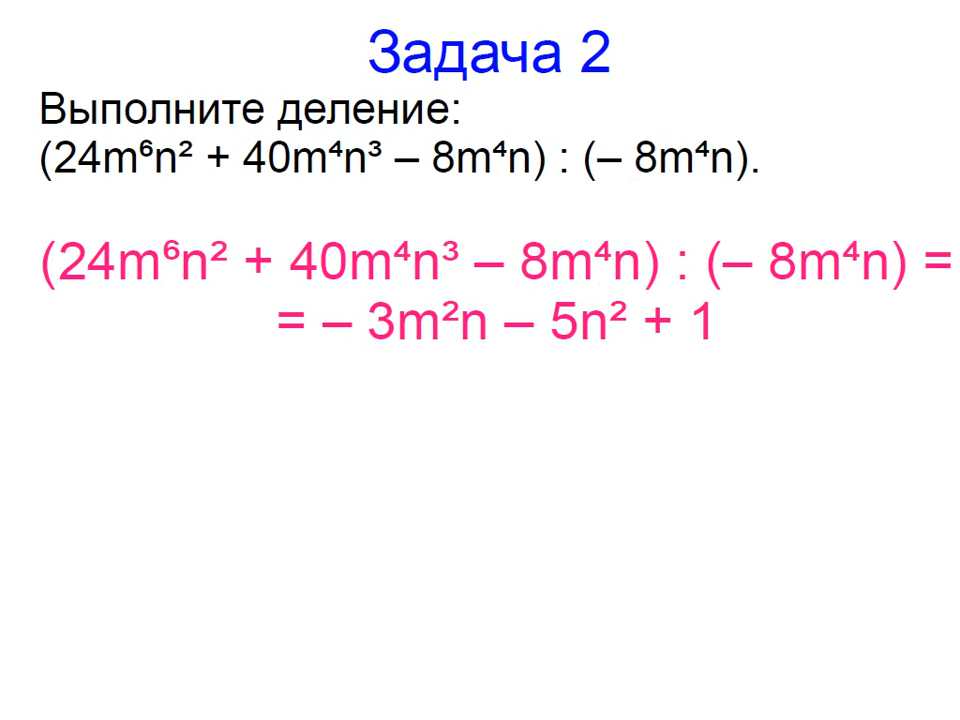 Задача 2
Выполните деление:
(24m⁶n² + 40m⁴n³ – 8m⁴n) : (– 8m⁴n).
(24m⁶n² + 40m⁴n³ – 8m⁴n) : (– 8m⁴n) =
= – 3m²n – 5n² + 1